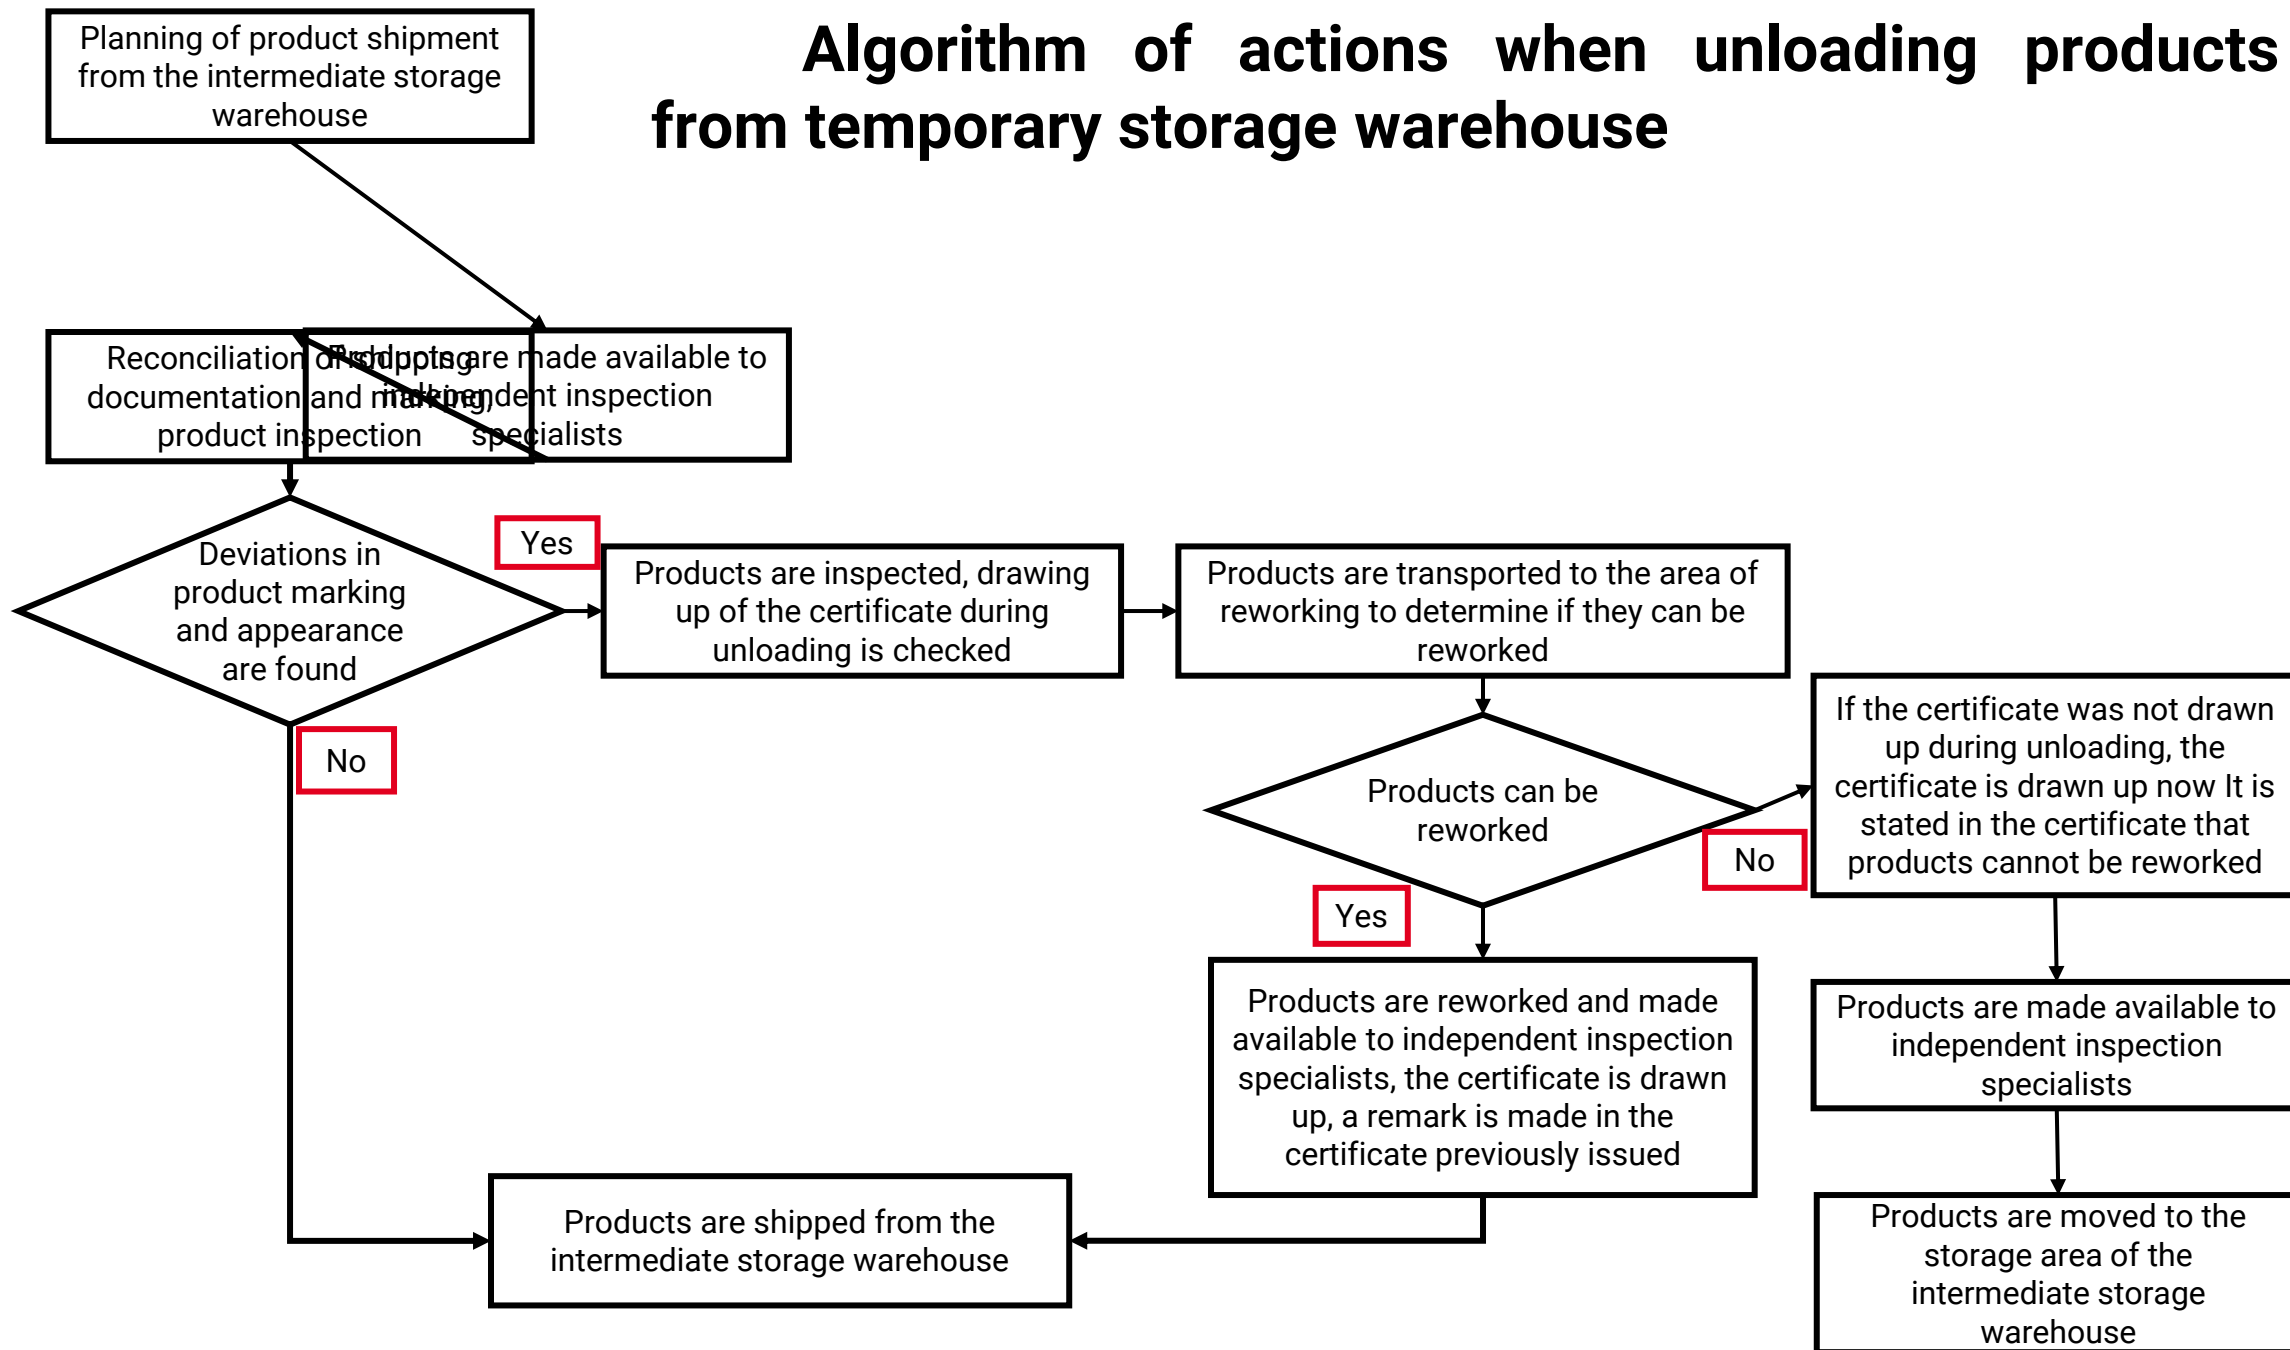 Planning of product shipment
from the intermediate storage
warehouse
Algorithm of actions when unloading products
from temporary storage warehouse
Reconciliation of shipping
documentation and marking,
product inspection
Products are made available to
independent inspection
specialists
Deviations in
product marking
and appearance
are found
Yes
No
Products are inspected, drawing
up of the certificate during
unloading is checked
Products are transported to the area of
reworking to determine if they can be
reworked
Products can be
reworked
No
Yes
If the certificate was not drawn
up during unloading, the
certificate is drawn up now It is
stated in the certificate that
products cannot be reworked
Products are reworked and made
available to independent inspection
specialists, the certificate is drawn
up, a remark is made in the
certificate previously issued
Products are made available to
independent inspection
specialists
Products are shipped from the
intermediate storage warehouse
Products are moved to the
storage area of the
intermediate storage
warehouse